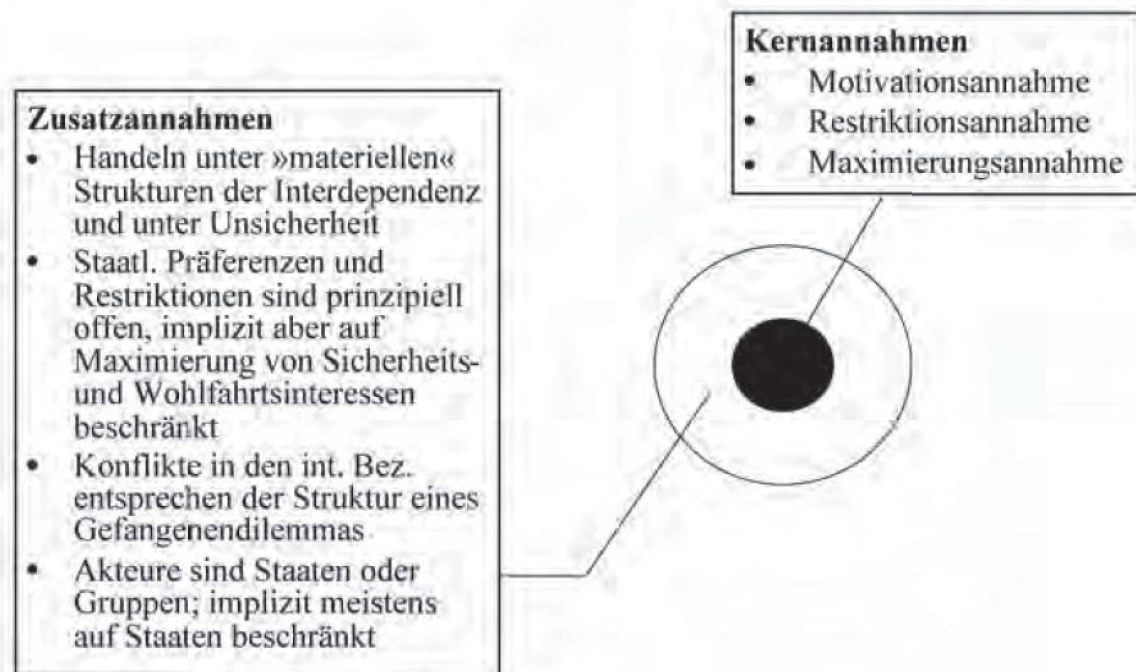 Zusatzannahmen
• Handeln unter »materiellen«
Strukturen der Interdependenz
und unter Unsicherheit
• Staatl. Präferenzen und
Restriktionen sind prinzipiell
offen, implizit aber auf
Maximierung von Sicherheits-
und Wohlfahrtsinteressen
beschränkt
• Konflikte in den int. Bez.
entsprechen der Struktur eines
Gefangenendilemmas
• Akteure sind Staaten oder
Gruppen; implizit meistens
auf Staaten beschränkt
Kernannahmen
• Motivationsannahme
• Restriktionsannahme
• Maximierungsannahme